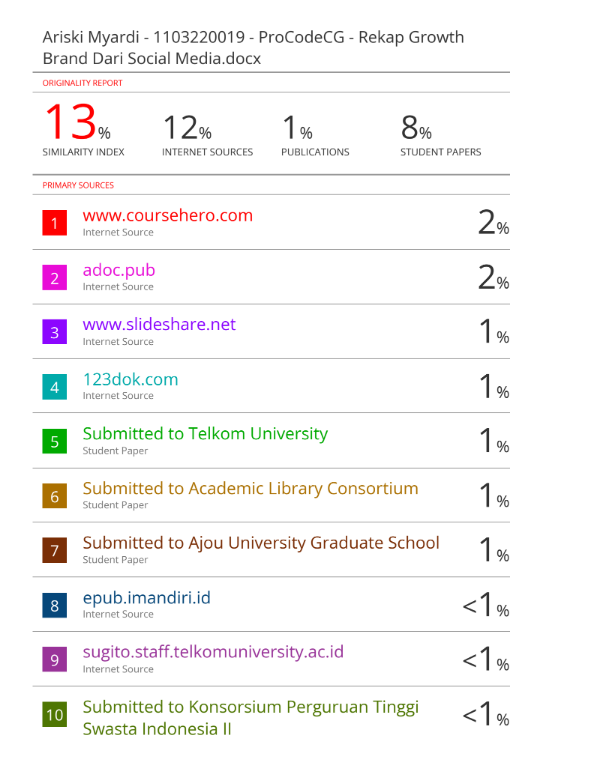 Ariski Myardi - 1103220019 - ProCodeCG - Rekap Growth
Brand Dari Social Media.docx
ORIGINALITY REPORT
13% 12% 1% 8%
SIMILARITY INDEX INTERNET SOURCES PUBLICATIONS STUDENT PAPERS
PRIMARY SOURCES
1 www.coursehero.com 2%
Internet Source
2 adoc.pub 2%
Internet Source
3 www.slideshare.net 1%
Internet Source
4 123dok.com 1%
Internet Source
5 Submitted to Telkom University 1%
Student Paper
6 Submitted to Academic Library Consortium 1%
Student Paper
7 Submitted to Ajou University Graduate School 1%
Student Paper
8 epub.imandiri.id <1%
Internet Source
9 sugito.staff.telkomuniversity.ac.id <1%
Internet Source
10 Submitted to Konsorsium Perguruan Tinggi <1%
Swasta Indonesia II